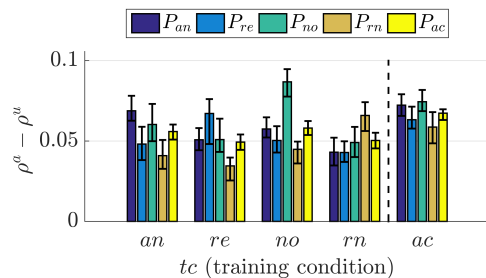 P_an P_re P_no P_rn P_ac
0.1
0.05
0
ρ^a − ρ^u
an re no rn ac
tc (training condition)